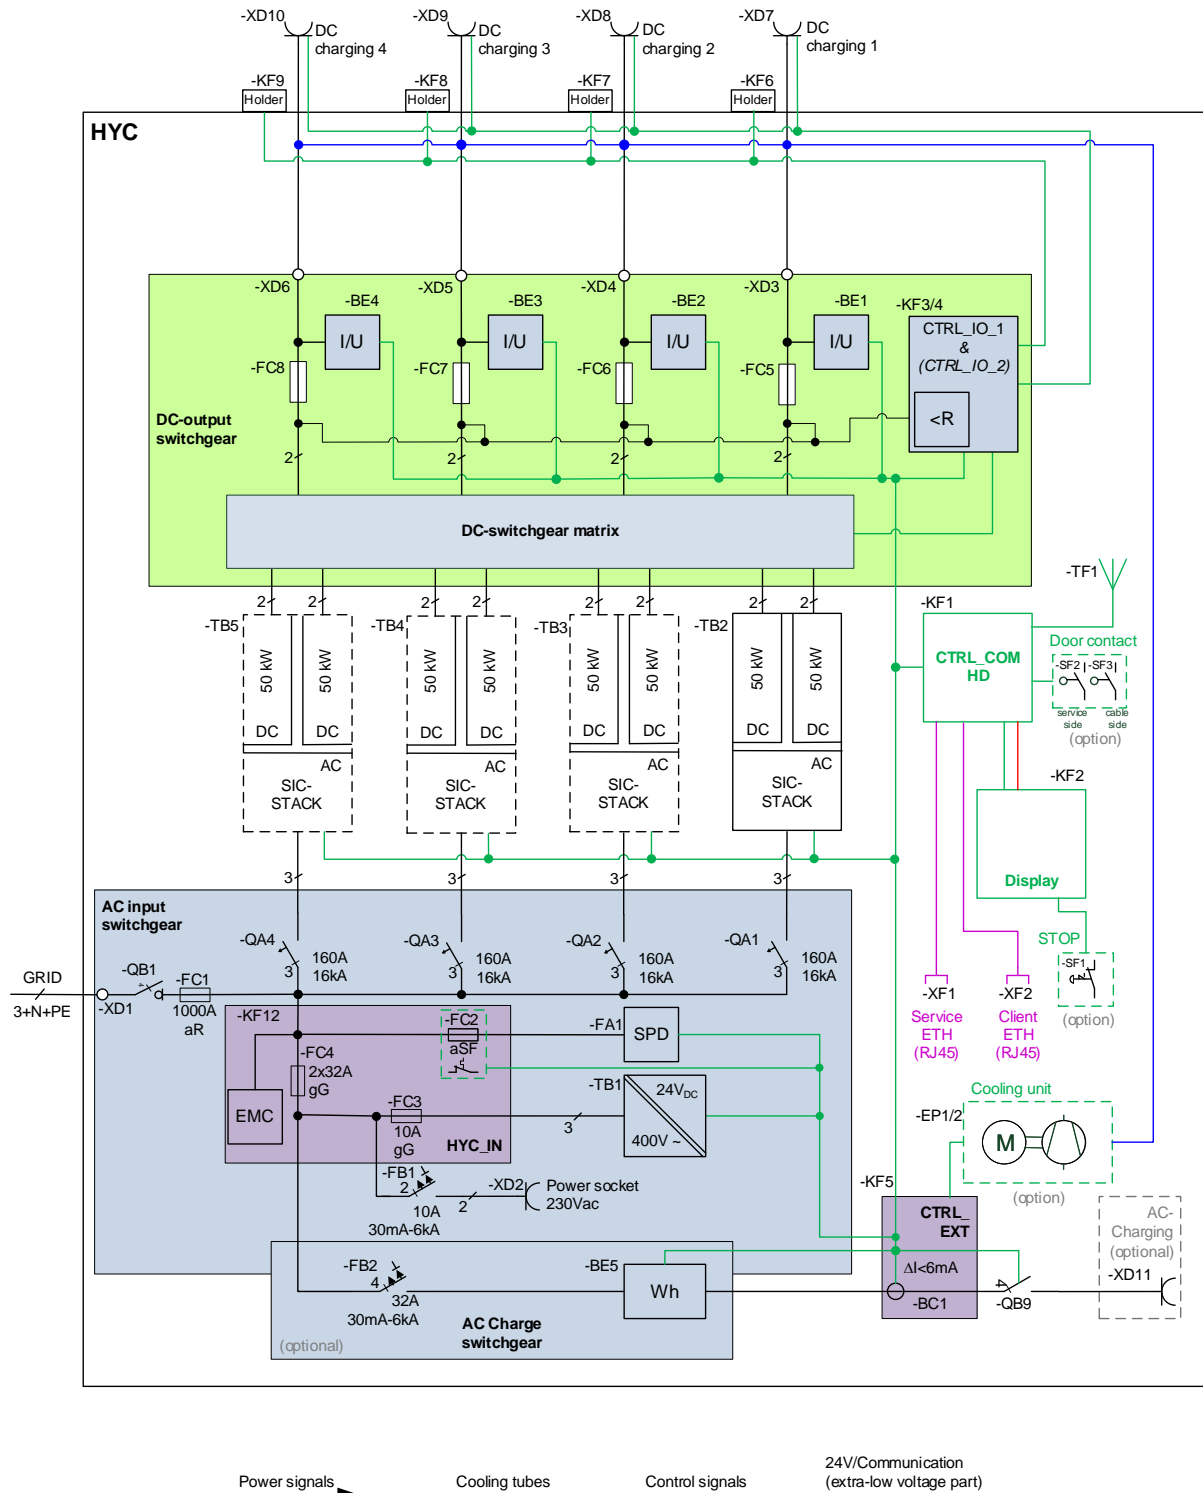 -XD10
DC
charging 4
-XD9
DC
charging 3
-XD8
DC
charging 2
-XD7
DC
charging 1
-KF9
Holder
-KF8
Holder
-KF7
Holder
-KF6
Holder
HYC
-XD6
-XD5
-XD4
-XD3
-BE4
I/U
-BE3
I/U
-BE2
I/U
-BE1
I/U
-KF3/4
CTRL_IO_1
&
(CTRL_IO_2)
<R
-FC8
-FC7
-FC6
-FC5
DC-output
switchgear
2
2
2
2
DC-switchgear matrix
2
2
2
2
2
2
2
2
-TB5
50 kW
50 kW
DC
DC
AC
SIC-
STACK
-TB4
50 kW
50 kW
DC
DC
AC
SIC-
STACK
-TB3
50 kW
50 kW
DC
DC
AC
SIC-
STACK
-TB2
50 kW
50 kW
DC
DC
AC
SIC-
STACK
-TF1
-KF1
CTRL_COM
HD
Door contact
-SF2
-SF3
service
side
cable
side
(option)
-KF2
Display
STOP
-SF1
(option)
-XF1
Service
ETH
(RJ45)
-XF2
Client
ETH
(RJ45)
3
3
3
3
AC input
switchgear
-QA4
3
160A
16kA
-QA3
3
160A
16kA
-QA2
3
160A
16kA
-QA1
3
160A
16kA
GRID
3+N+PE
-XD1
-QB1
4
-FC1
1000A
aR
-KF12
-FC2
aSF
-FA1
SPD
-FC4
2x32A
gG
EMC
-FC3
10A
gG
HYC_IN
3
-TB1
24VDC
400V ~
-FB1
2
10A
30mA-6kA
2
-XD2
Power socket
230Vac
Cooling unit
-EP1/2
M
(option)
-KF5
CTRL_
EXT
ΔI<6mA
-BC1
4
-QB9
AC-
Charging
(optional)
-XD11
-FB2
4
32A
30mA-6kA
-BE5
Wh
AC Charge
switchgear
(optional)
Power signals
Cooling tubes
Control signals
24V/Communication
(extra-low voltage part)